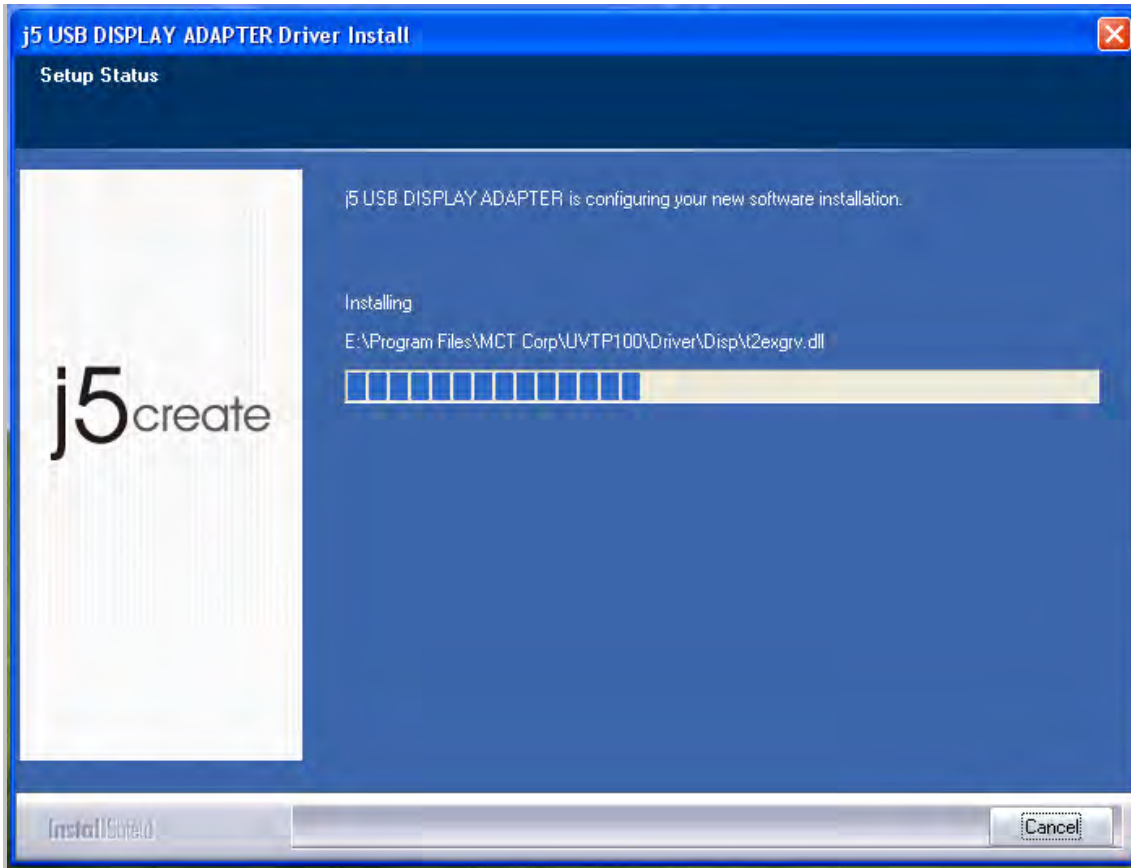 j5 USB DISPLAY ADAPTER Driver Install
Setup Status
j5 USB DISPLAY ADAPTER is configuring your new software installation.
Installing
E:\Program Files\MCT Corp\UVTP100\Driver\Disp\t2exgrv.dll
j5create
InstallShield
Cancel